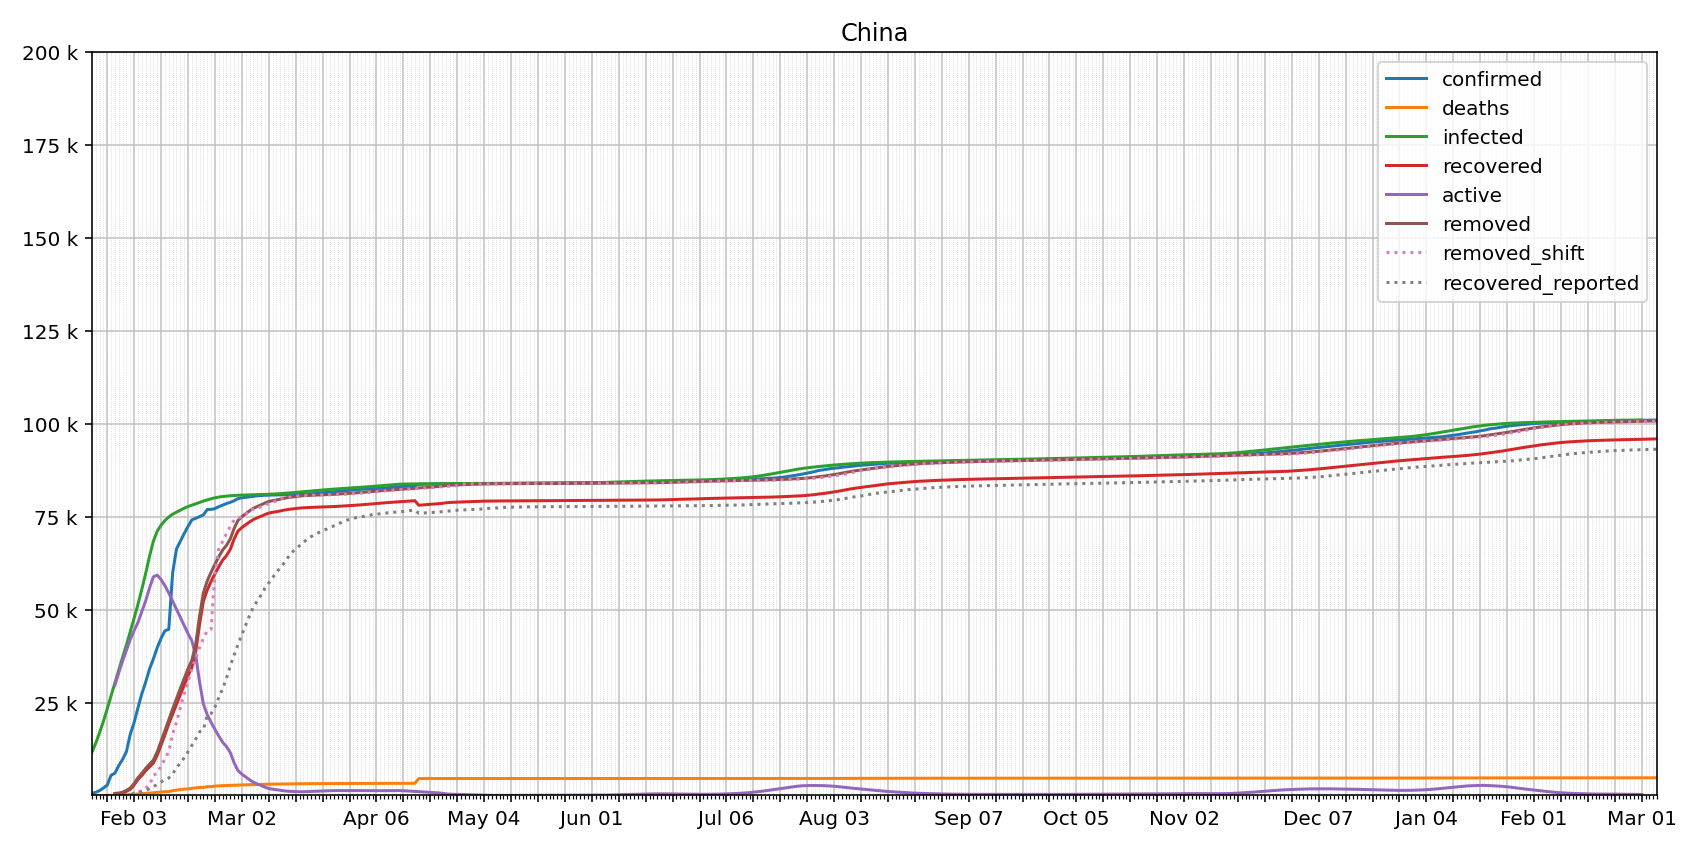 China
200 k
175 k
150 k
125 k
100 k
75 k
50 k
25 k
confirmed
deaths
infected
recovered
active
removed
removed_shift
recovered_reported
Feb 03 Mar 02 Apr 06 May 04 Jun 01 Jul 06 Aug 03 Sep 07 Oct 05 Nov 02 Dec 07 Jan 04 Feb 01 Mar 01